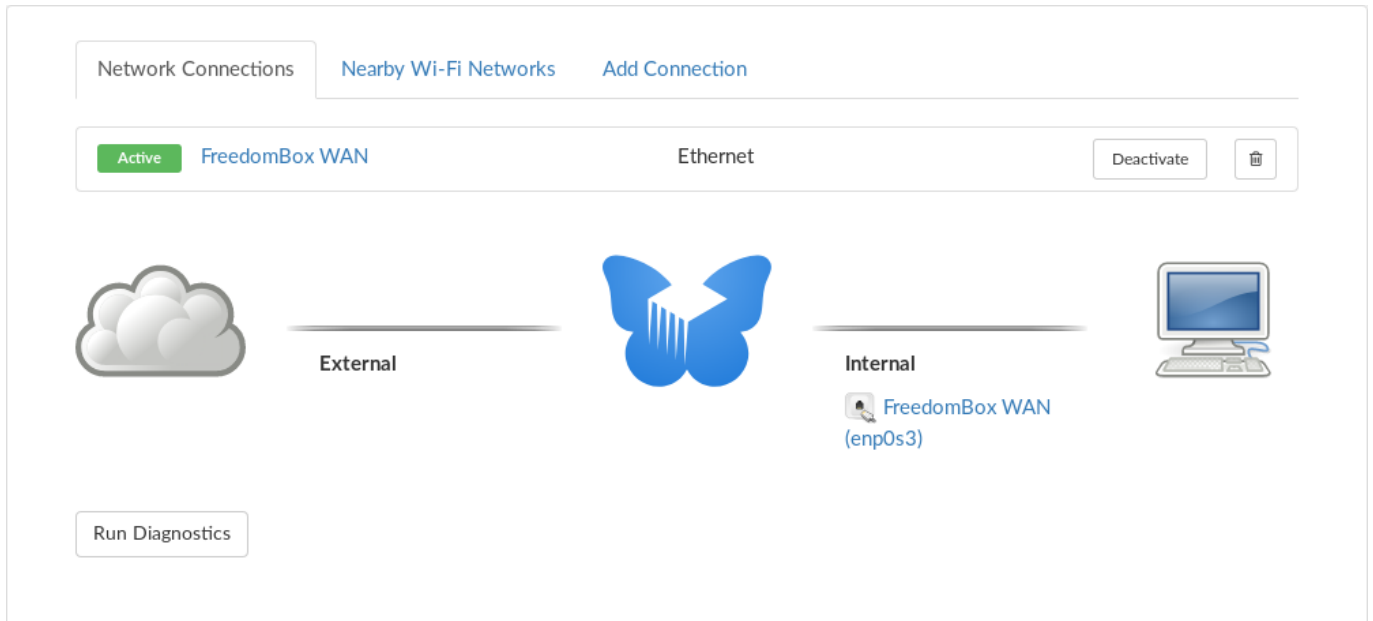 Network Connections Nearby Wi-Fi Networks Add Connection
Active FreedomBox WAN Ethernet Deactivate
External Internal
FreedomBox WAN
(enp0s3)
Run Diagnostics